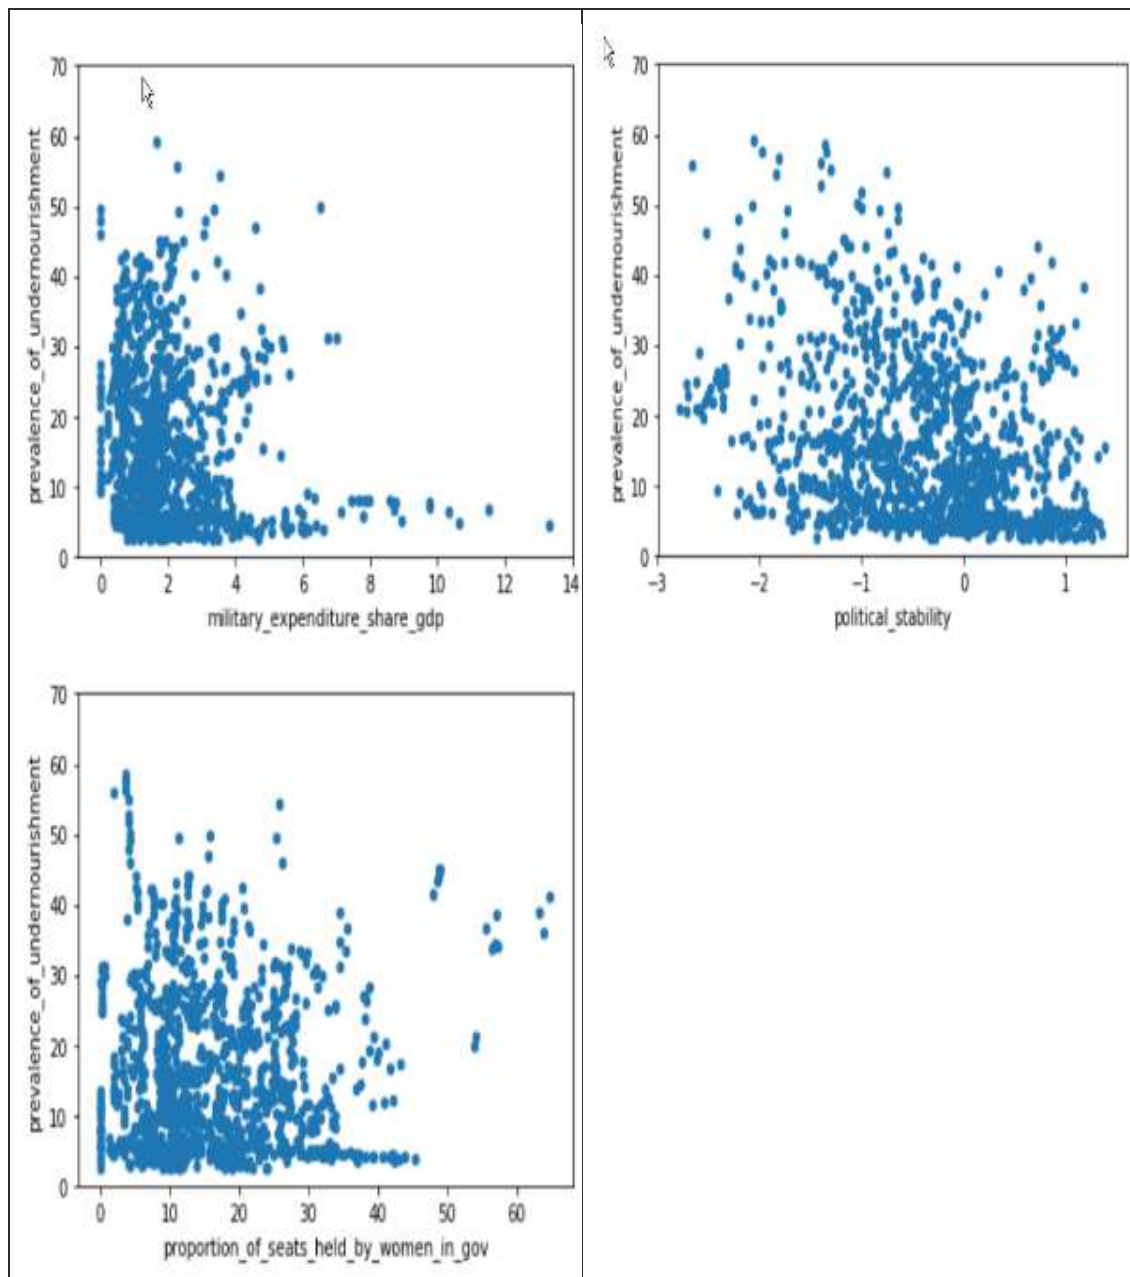 70
60
50
40
30
20
10
0
prevalence_of_undernourishment
0 2 4 6 8 10 12 14
military_expenditure_share_gdp
70
60
50
40
30
20
10
0
prevalence_of_undernourishment
−3 −2 −1 0 1
political_stability
70
60
50
40
30
20
10
0
prevalence_of_undernourishment
0 10 20 30 40 50 60
proportion_of_seats_held_by_women_in_gov